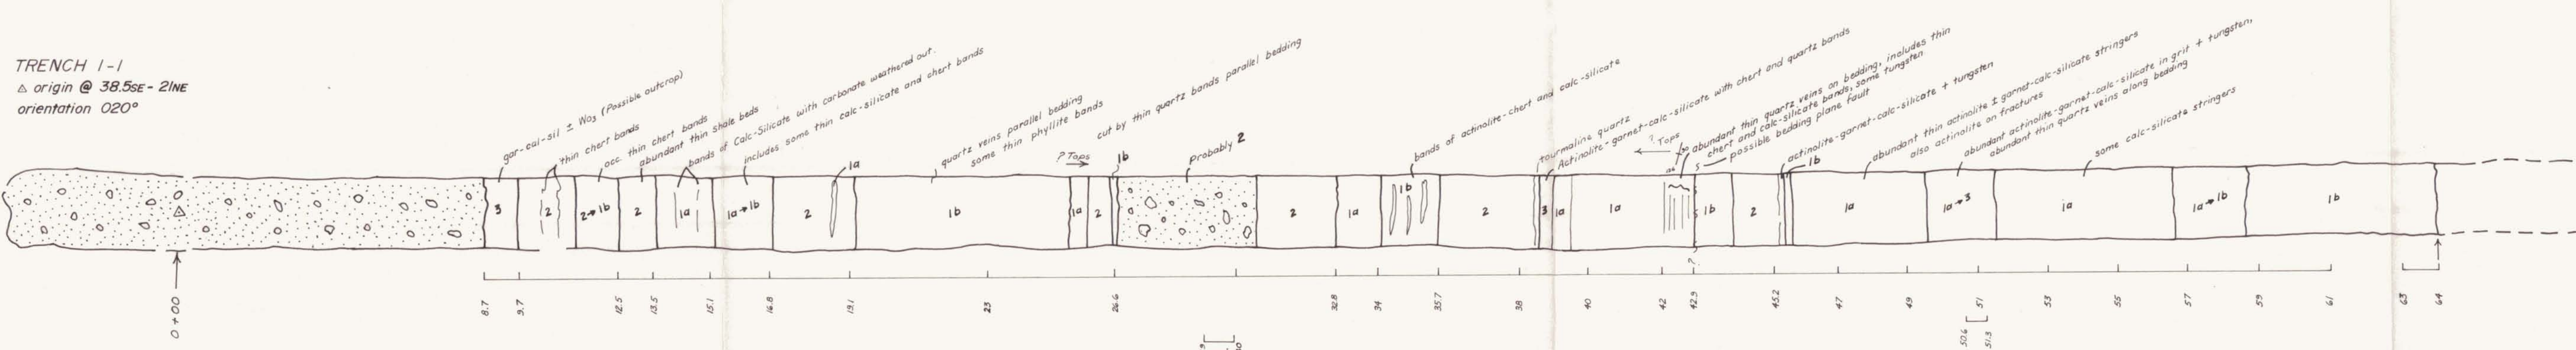 TRENCH 1-1
△ origin @ 38.5SE - 21NE
orientation 020°
gar-cal-sil ± WO3 (Possible outcrop)
thin chert bands
occ. thin chert bands
abundant thin shale beds
bands of Calc-Silicate with carbonate weathered out.
includes some thin calc-silicate and chert bands
1a
quartz veins parallel bedding
some thin phyllite bands
? Tops
cut by thin quartz bands parallel bedding
1b
probably 2
bands of actinolite-chert and calc-silicate
tourmaline quartz
Actinolite-garnet-calc-silicate with chert and quartz bands
? Tops
abundant thin quartz veins on bedding, includes thin
chert and calc-silicate bands, some tungsten
possible bedding plane fault
actinolite-garnet-calc-silicate + tungsten
1b
abundant thin actinolite ± garnet-calc-silicate stringers
also actinolite on fractures
abundant actinolite-garnet-calc-silicate in grit + tungsten,
abundant thin quartz veins along bedding
some calc-silicate stringers
3 2 2→1b 2 1a 1a→1b 2 1b 1a 2 2 1a 1b 2 3 1a 1a 1b 2 1a 1a→3 1a 1a→1b 1b
0+00
8.7 9.7 12.5 13.5 15.1 16.8 19.1 23 26.6 32.8 34 35.7 38 40 42 42.9 45.2 47 49 51 53 55 57 59 61 63 64
50.6 51.3